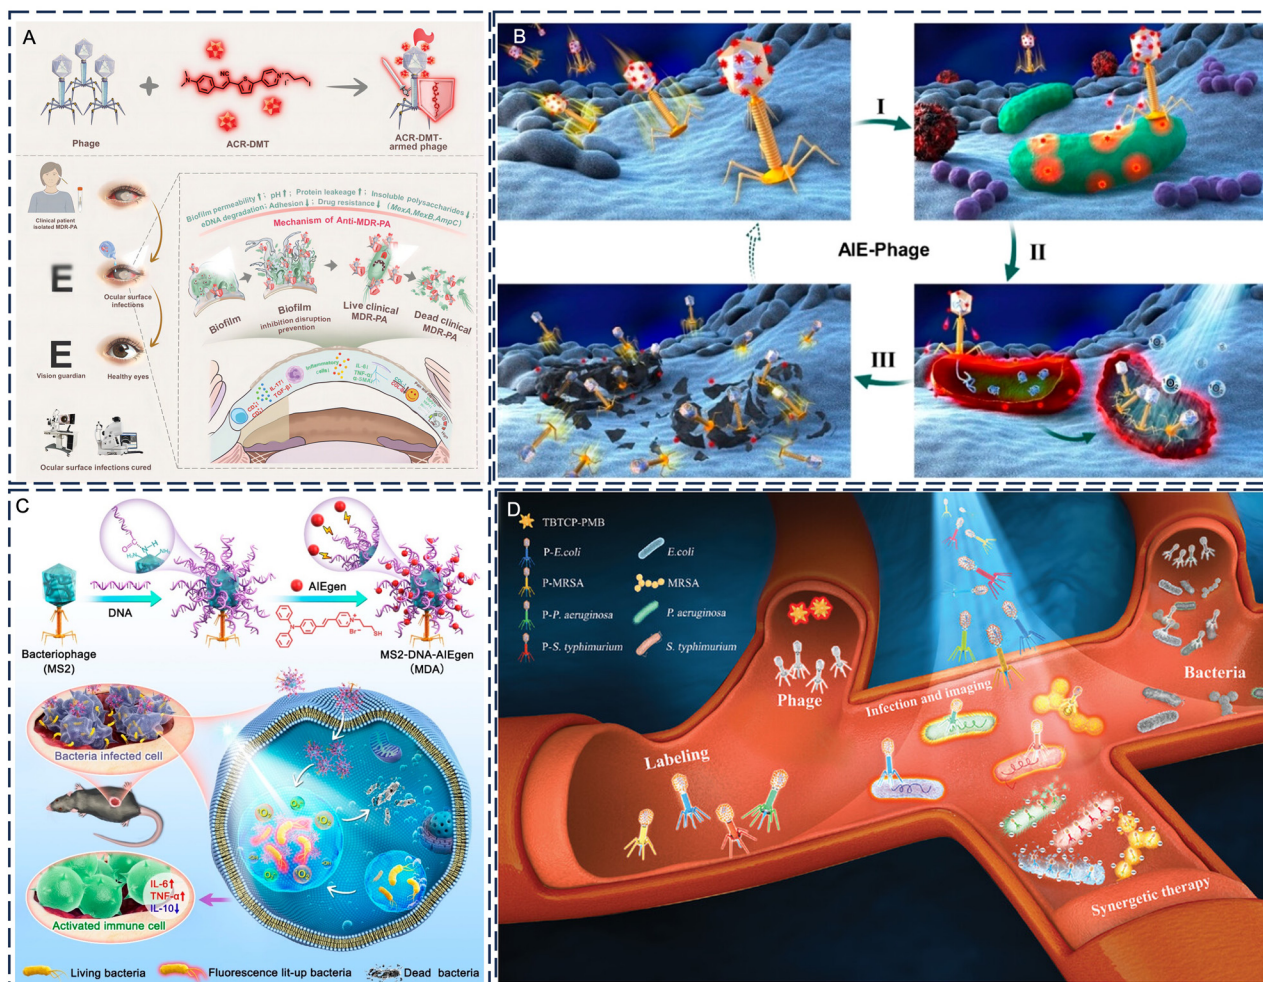 A
Phage
ACR-DMT
ACR-DMT-
armed phage
Clinical patient
isolated MDR-PA
E
Ocular surface
infections
E
Vision guardian
Healthy eyes
Ocular surface infections cured
Biofilm permeability↑; pH↑; Protein leakage↑; Insoluble polysaccharides↓;
eDNA degradation; Adhesion↓; Drug resistance↓ (MexA,MexB,AmpC)
Mechanism of Anti-MDR-PA
Biofilm
Biofilm
inhibition disruption
prevention
Live clinical
MDR-PA
Dead clinical
MDR-PA
B
I
AIE-Phage
II
III
C
DNA
AIEgen
Bacteriophage
(MS2)
MS2-DNA-AIEgen
(MDA)
Bacteria infected cell
IL-6↑
TNF-α↑
IL-10↓
Activated immune cell
Living bacteria
Fluorescence lit-up bacteria
Dead bacteria
D
TBTCP-PMB
P-E.coli
E.coli
P-MRSA
MRSA
P-P. aeruginosa
P. aeruginosa
P-S. typhimurium
S. typhimurium
Phage
Labeling
Infection and imaging
Bacteria
Synergetic therapy